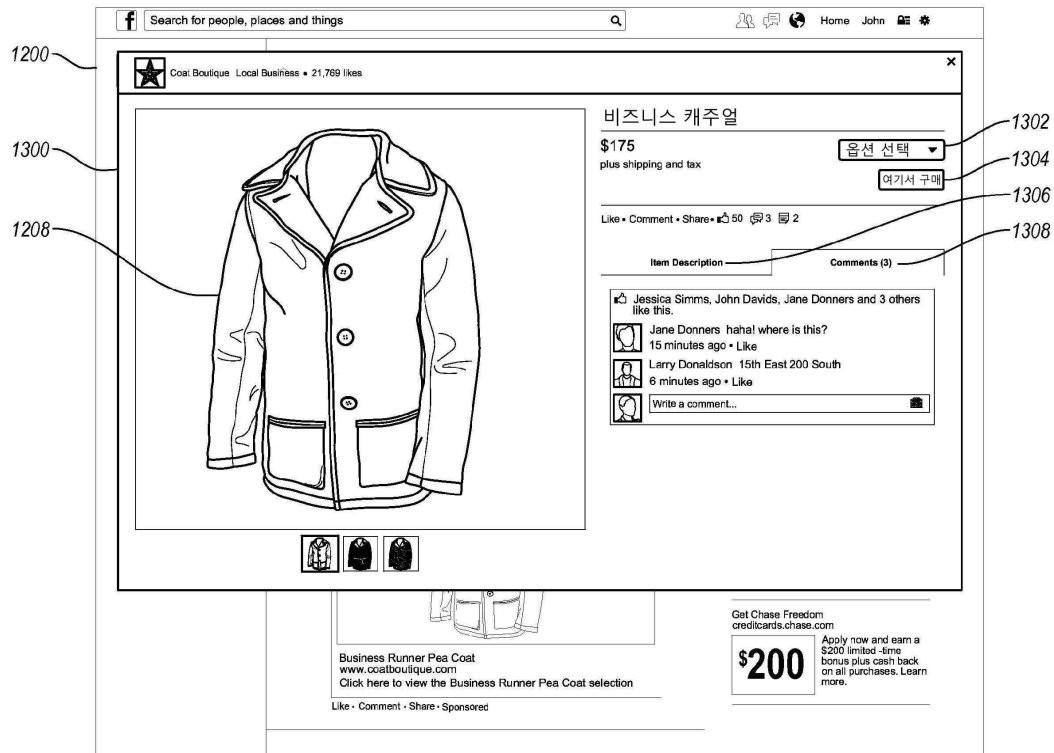 f Search for people, places and things Home John
1200
Coat Boutique Local Business • 21,769 likes ×
비즈니스 캐주얼
$175
plus shipping and tax
옵션 선택
1302
여기서 구매
1304
1300
1306
Like • Comment • Share • 50 3 2
1208
1308
Item Description
Comments (3)
Jessica Simms, John Davids, Jane Donners and 3 others
like this.
Jane Donners haha! where is this?
15 minutes ago • Like
Larry Donaldson 15th East 200 South
6 minutes ago • Like
Write a comment...
Business Runner Pea Coat
www.coatboutique.com
Click here to view the Business Runner Pea Coat selection
Like • Comment • Share • Sponsored
Get Chase Freedom
creditcards.chase.com
$200
Apply now and earn a
$200 limited -time
bonus plus cash back
on all purchases. Learn
more.